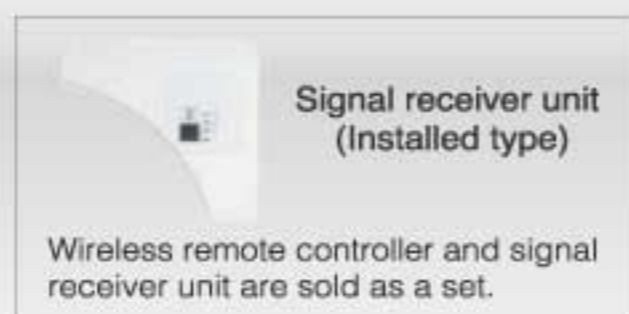 Signal receiver unit
(Installed type)
Wireless remote controller and signal
receiver unit are sold as a set.